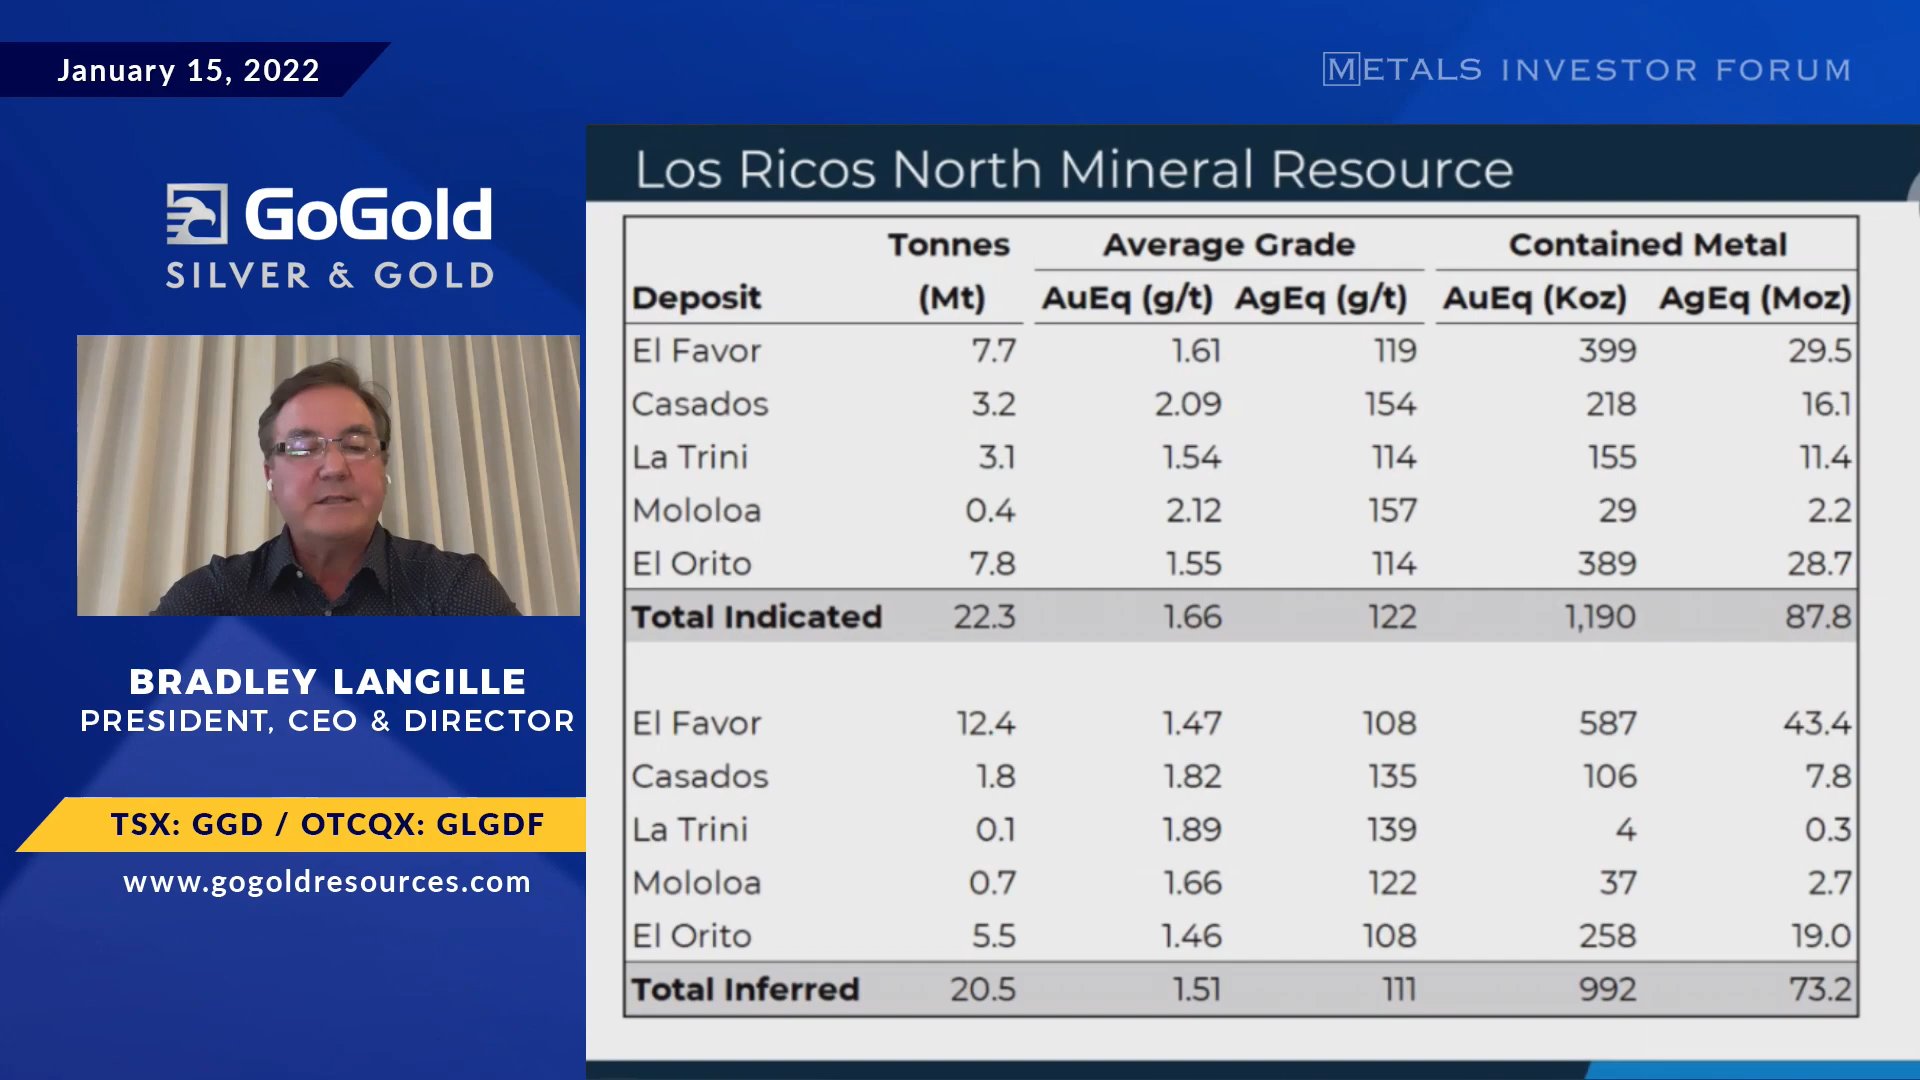 January 15, 2022
METALS INVESTOR FORUM
GoGold
SILVER & GOLD
BRADLEY LANGILLE
PRESIDENT, CEO & DIRECTOR
TSX: GGD / OTCQX: GLGDF
www.gogoldresources.com
Los Ricos North Mineral Resource
Tonnes Average Grade Contained Metal
Deposit (Mt) AuEq (g/t) AgEq (g/t) AuEq (Koz) AgEq (Moz)
El Favor 7.7 1.61 119 399 29.5
Casados 3.2 2.09 154 218 16.1
La Trini 3.1 1.54 114 155 11.4
Mololoa 0.4 2.12 157 29 2.2
El Orito 7.8 1.55 114 389 28.7
Total Indicated 22.3 1.66 122 1,190 87.8
El Favor 12.4 1.47 108 587 43.4
Casados 1.8 1.82 135 106 7.8
La Trini 0.1 1.89 139 4 0.3
Mololoa 0.7 1.66 122 37 2.7
El Orito 5.5 1.46 108 258 19.0
Total Inferred 20.5 1.51 111 992 73.2